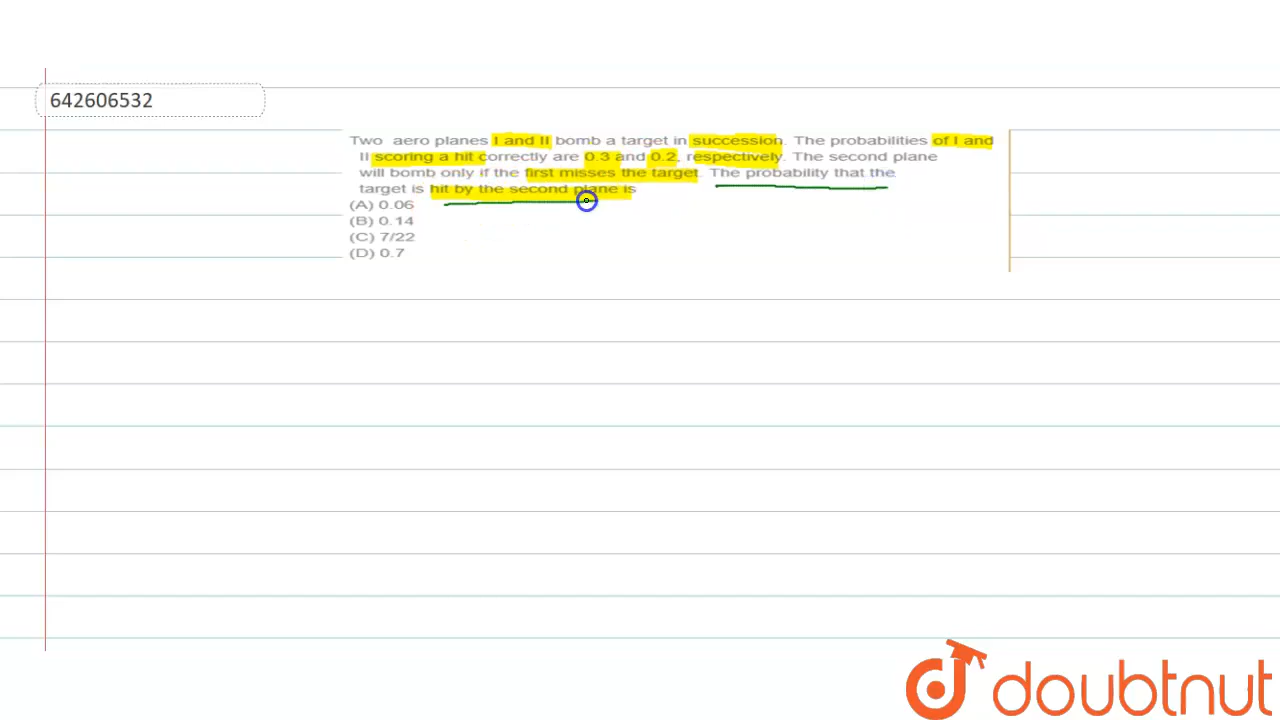 642606532
Two aero planes I and II bomb a target in succession. The probabilities of I and
II scoring a hit correctly are 0.3 and 0.2, respectively. The second plane
will bomb only if the first misses the target. The probability that the
target is hit by the second plane is
(A) 0.06
(B) 0.14
(C) 7/22
(D) 0.7
doubtnut